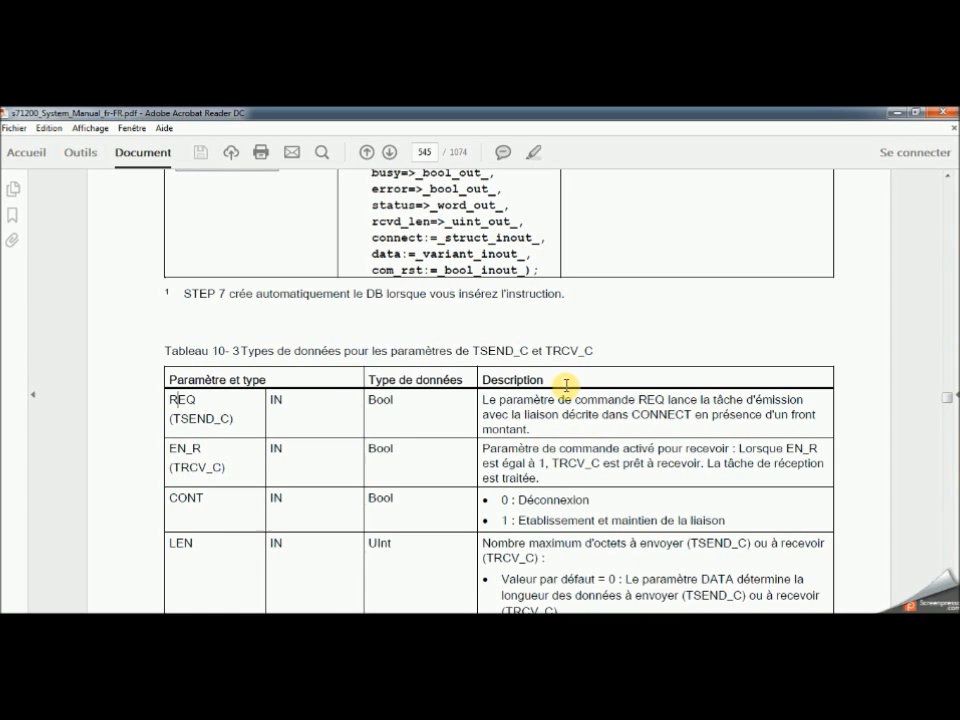 s71200_System_Manual_fr-FR.pdf - Adobe Acrobat Reader DC
Fichier Edition Affichage Fenêtre Aide
Accueil Outils Document 545 / 1074 Se connecter
busy=>_bool_out_,
error=>_bool_out_,
status=>_word_out_,
rcvd_len=>_uint_out_,
connect:=_struct_inout_,
data:=_variant_inout_,
com_rst:=_bool_inout_);
1 STEP 7 crée automatiquement le DB lorsque vous insérez l'instruction.
Tableau 10- 3 Types de données pour les paramètres de TSEND_C et TRCV_C
Paramètre et type Type de données Description
REQ
(TSEND_C)
IN
Bool
Le paramètre de commande REQ lance la tâche d'émission
avec la liaison décrite dans CONNECT en présence d'un front
montant.
EN_R
(TRCV_C)
IN
Bool
Paramètre de commande activé pour recevoir : Lorsque EN_R
est égal à 1, TRCV_C est prêt à recevoir. La tâche de réception
est traitée.
CONT
IN
Bool
• 0 : Déconnexion
• 1 : Etablissement et maintien de la liaison
LEN
IN
UInt
Nombre maximum d'octets à envoyer (TSEND_C) ou à recevoir
(TRCV_C) :
• Valeur par défaut = 0 : Le paramètre DATA détermine la
longueur des données à envoyer (TSEND_C) ou à recevoir
(TRCV_C)